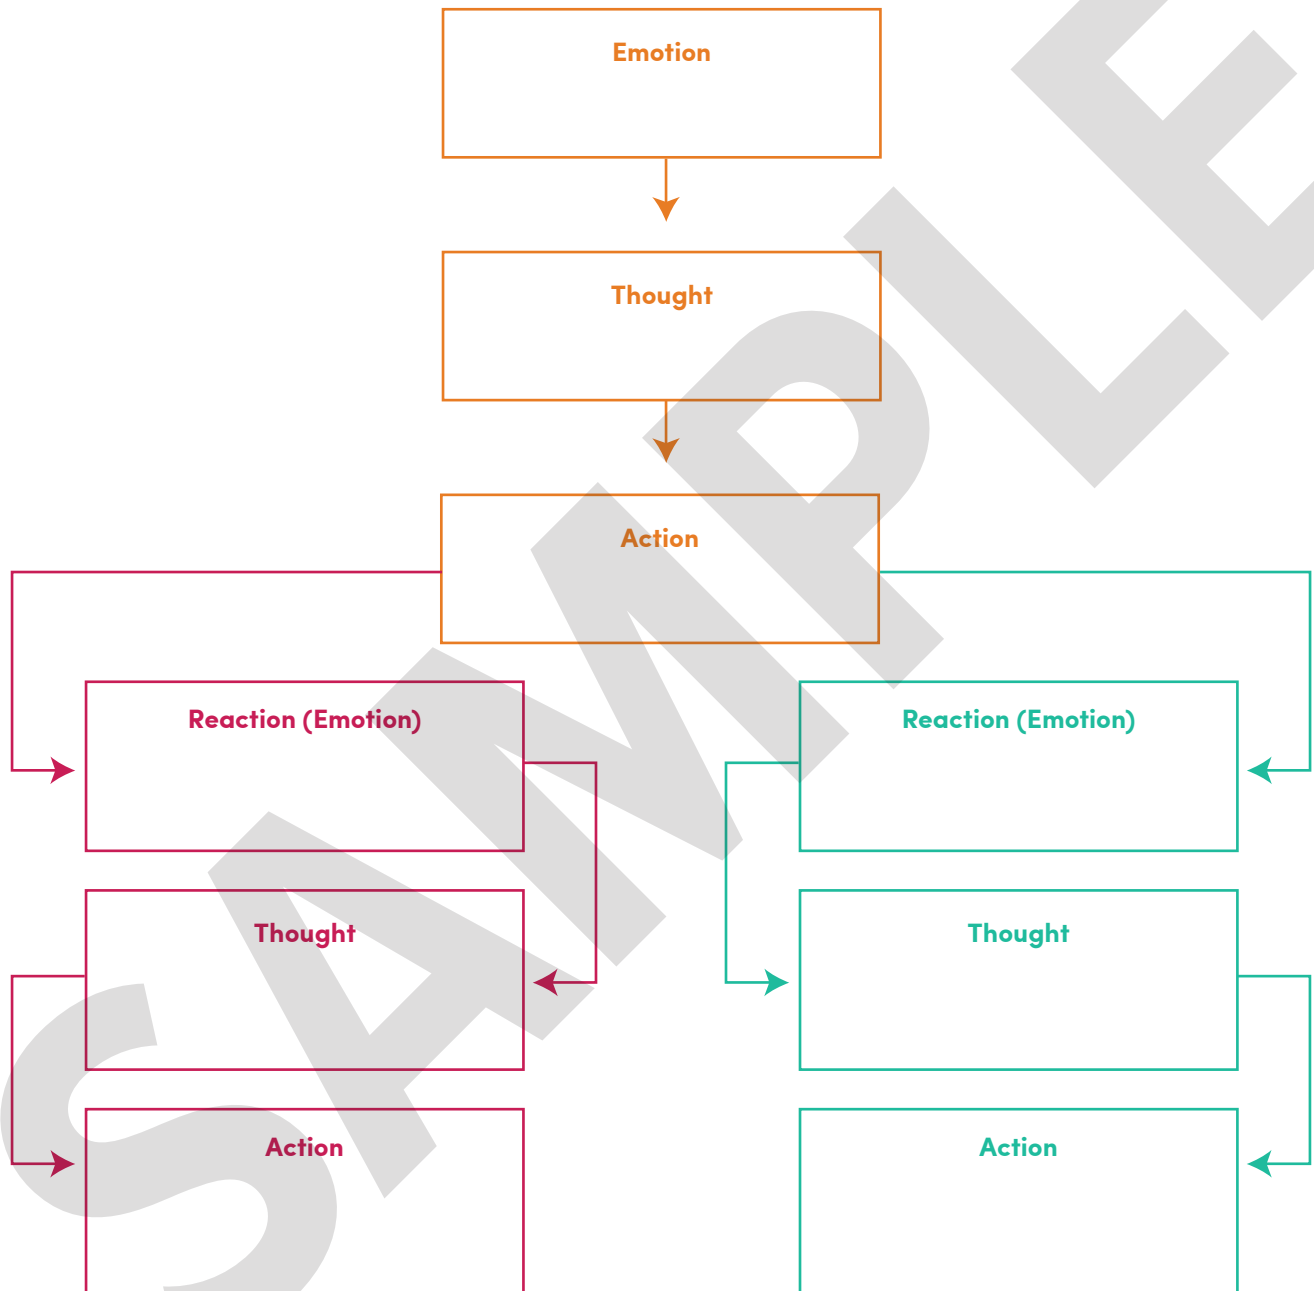 Emotion
Thought
Action
Reaction (Emotion)
Reaction (Emotion)
Thought
Thought
Action
Action
SAMPLE